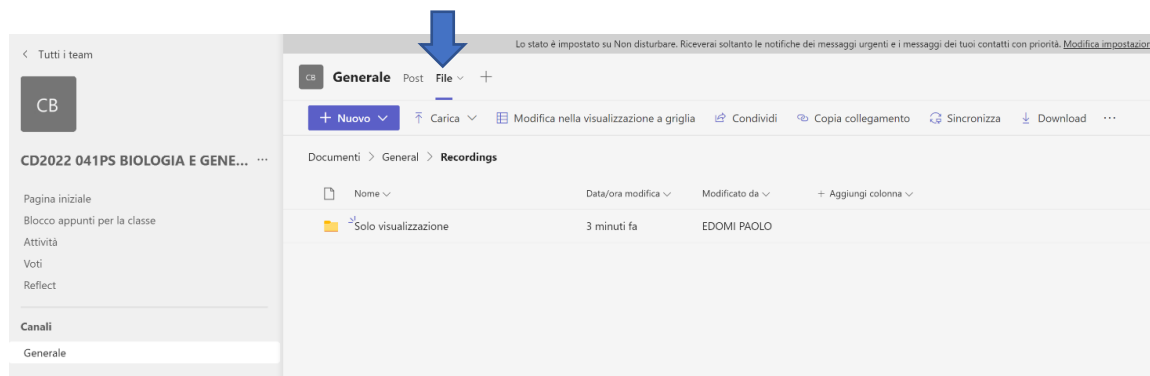 Lo stato è impostato su Non disturbare. Riceverai soltanto le notifiche dei messaggi urgenti e i messaggi dei tuoi contatti con priorità. Modifica impostazion
Tutti i team
CB
CD2022 041PS BIOLOGIA E GENE... ...
Pagina iniziale
Blocco appunti per la classe
Attività
Voti
Reflect
Canali
Generale
CB Generale Post File +
+ Nuovo Carica Modifica nella visualizzazione a griglia Condividi Copia collegamento Sincronizza Download ...
Documenti > General > Recordings
Nome Data/ora modifica Modificato da + Aggiungi colonna
Solo visualizzazione 3 minuti fa EDOMI PAOLO